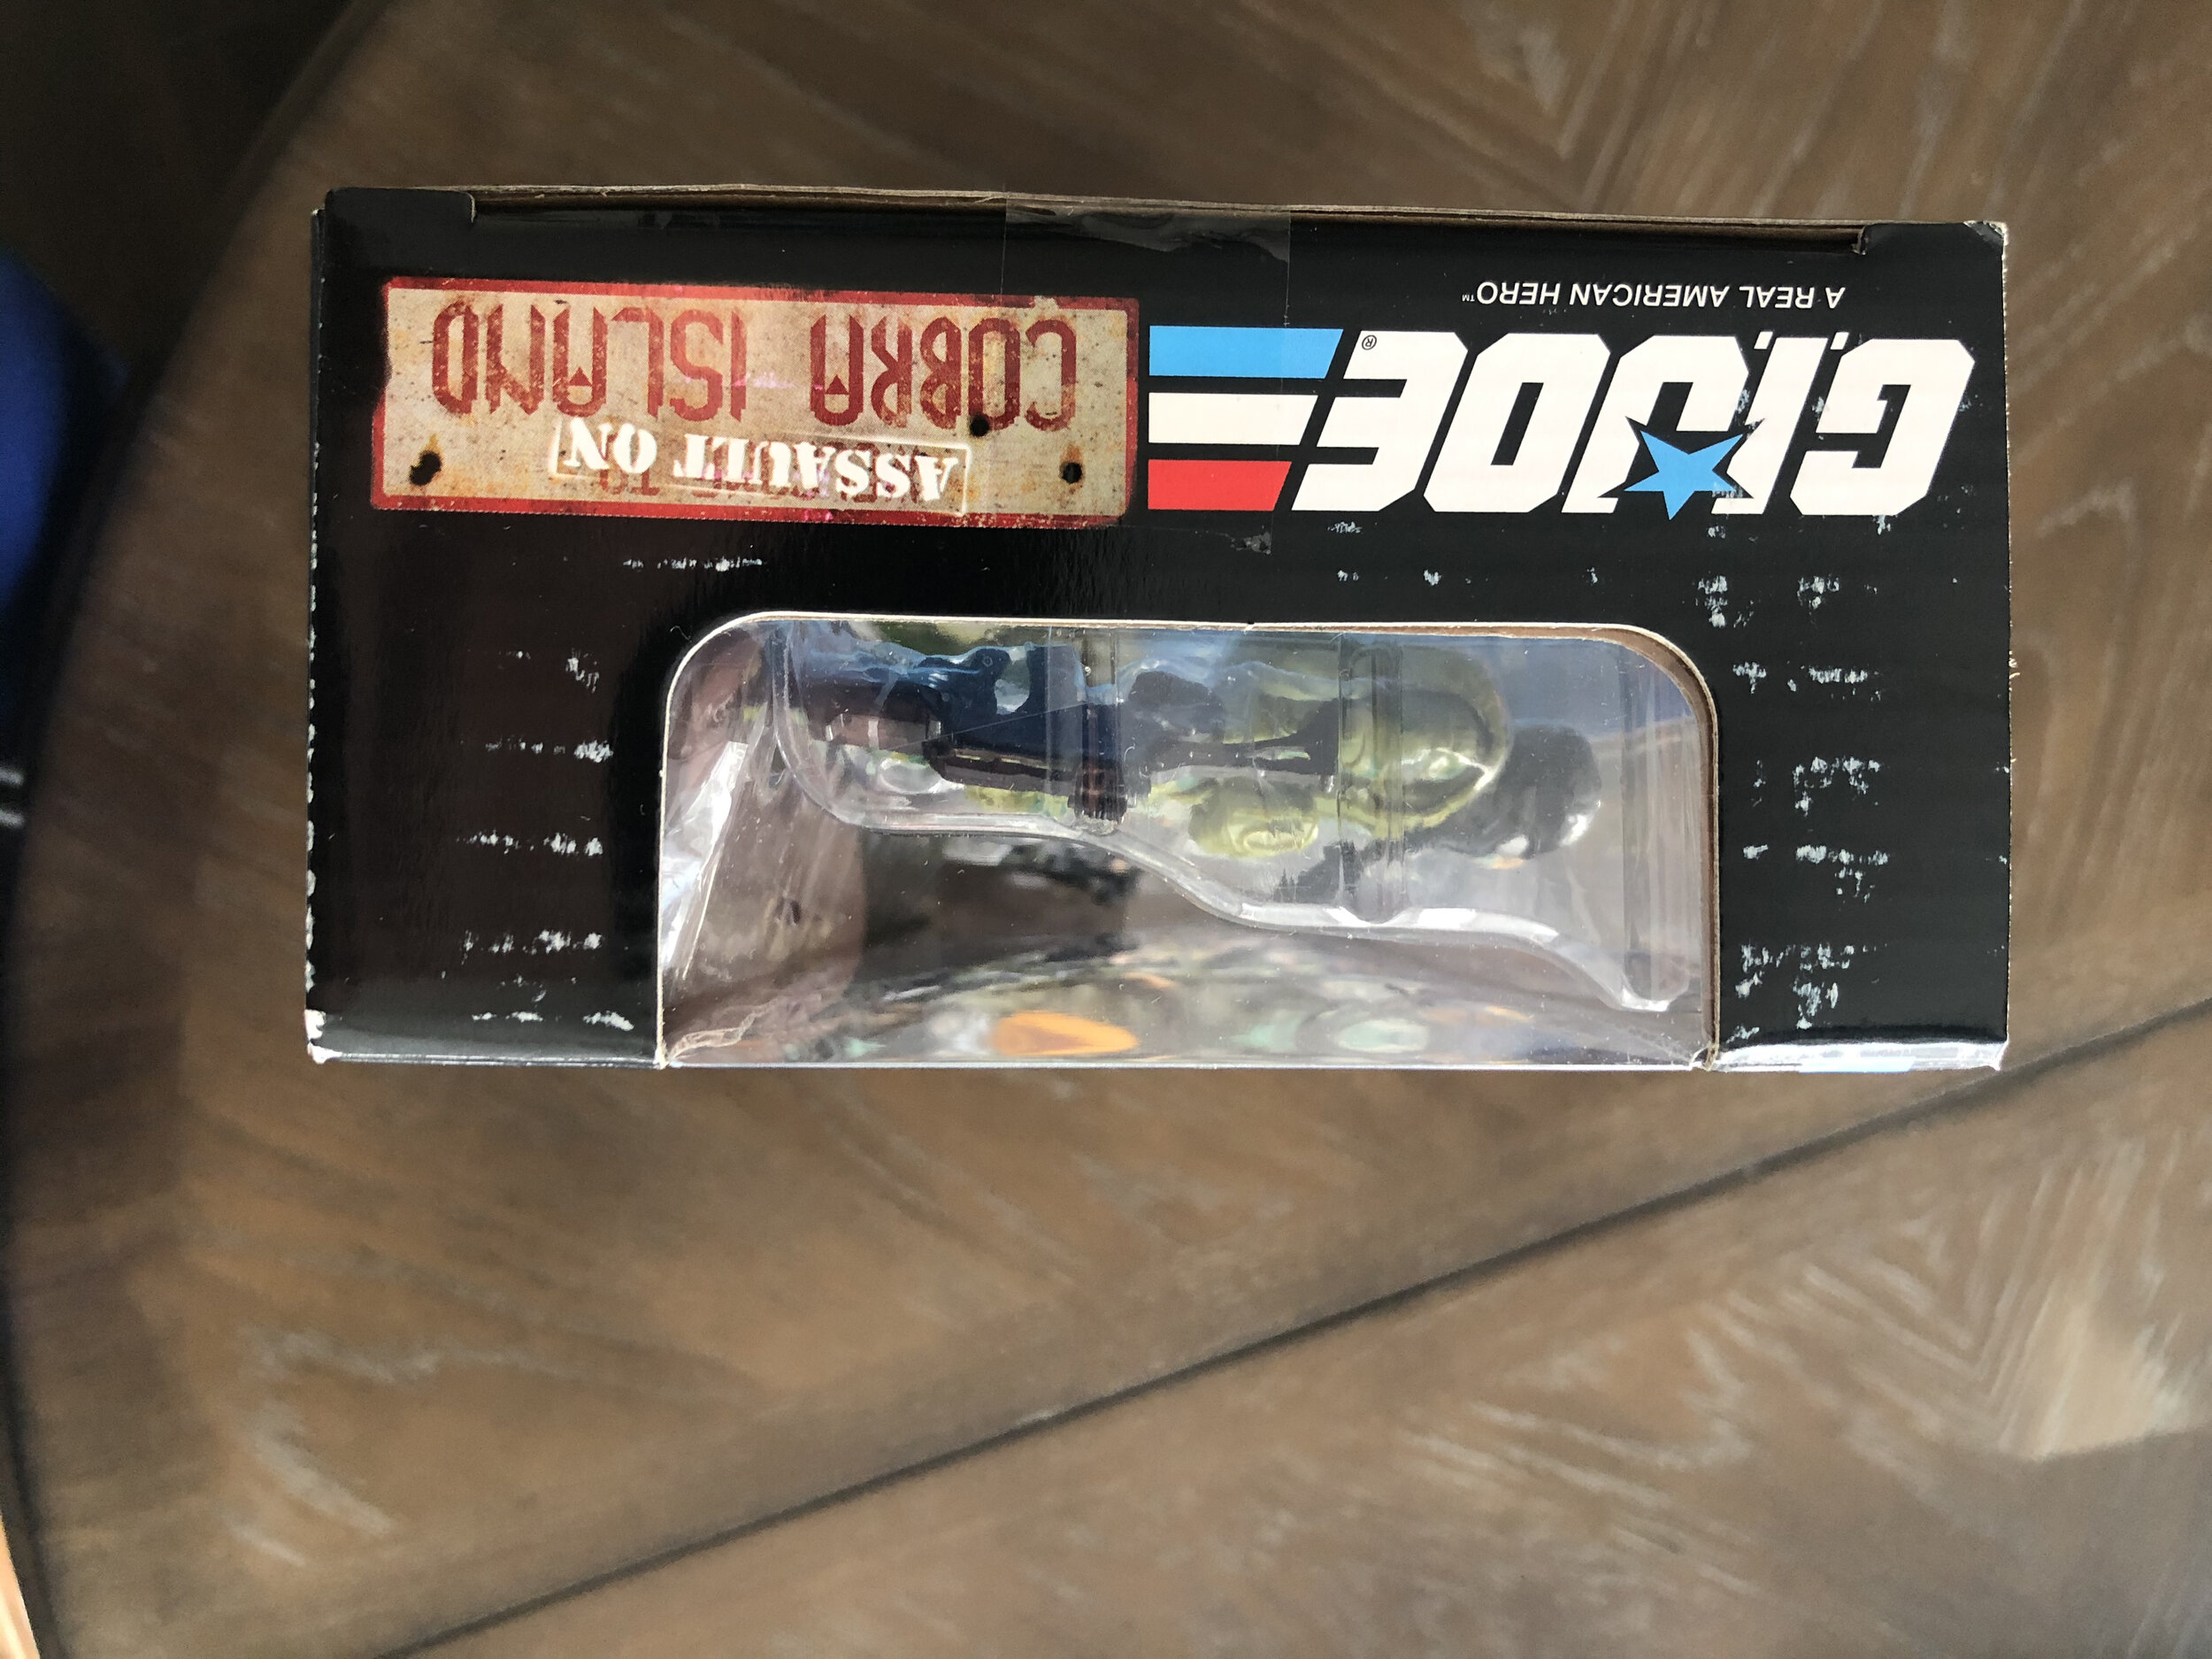 G.I.JOE®
A REAL AMERICAN HERO™
ASSAULT ON
COBRA ISLAND